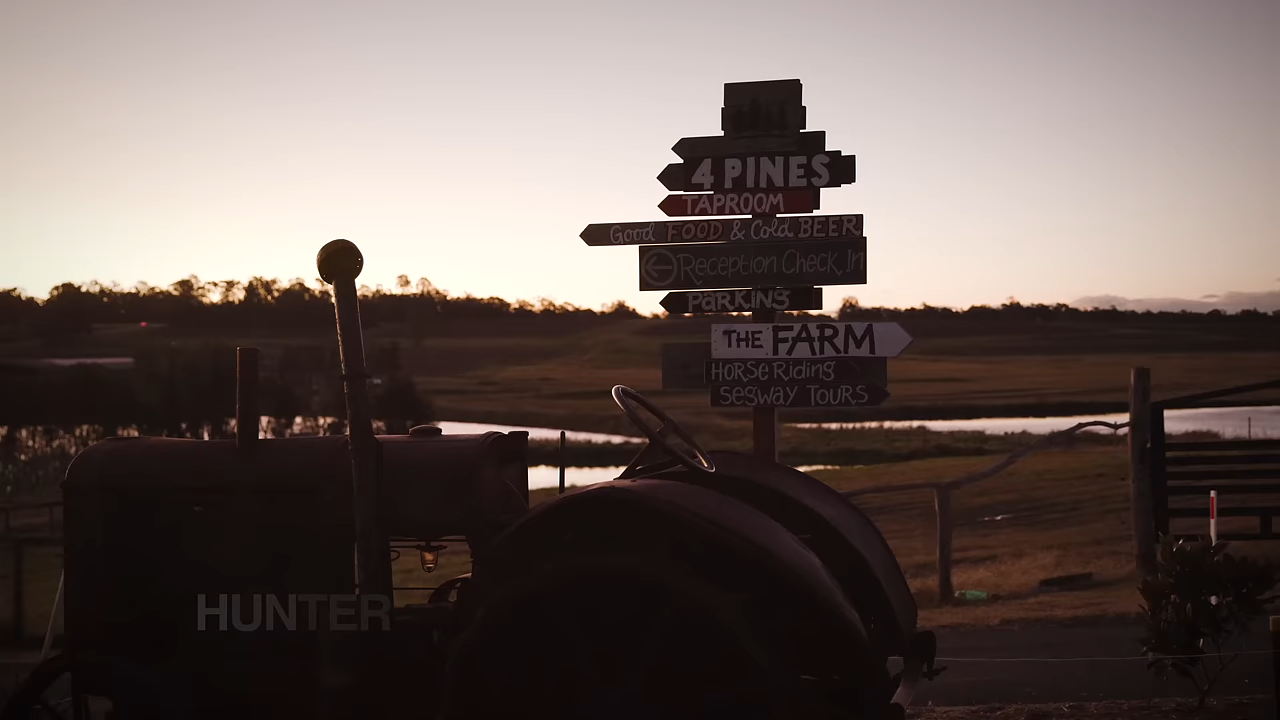 4 PINES
TAPROOM
Good FOOD & Cold BEER
Reception Check, In
PARKING
THE FARM
HORSE RIDING
SEGWAY TOURS
HUNTER